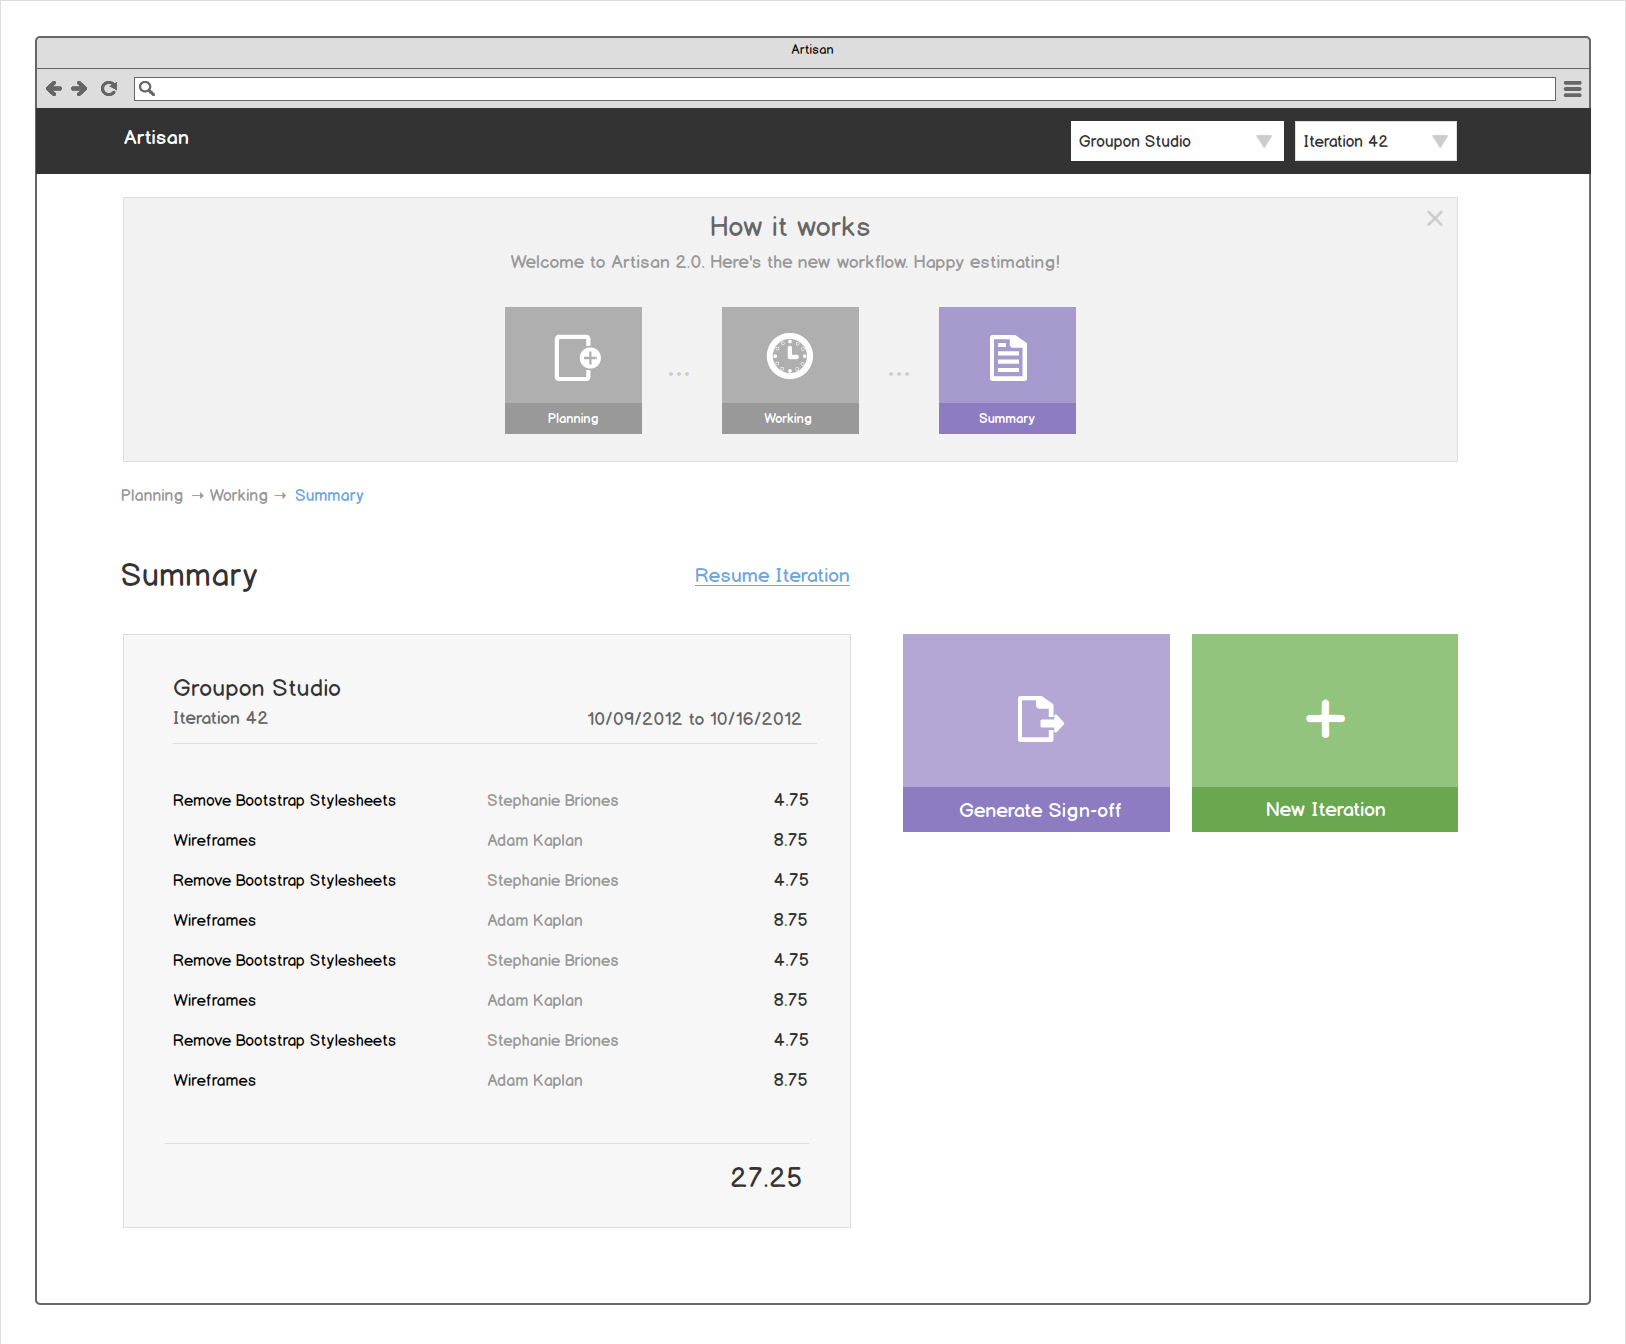 Artisan
Artisan
Groupon Studio
Iteration 42
How it works
Welcome to Artisan 2.0. Here's the new workflow. Happy estimating!
Planning
...
Working
...
Summary
Planning → Working → Summary
Summary
Resume Iteration
Groupon Studio
Iteration 42 10/09/2012 to 10/16/2012
Remove Bootstrap Stylesheets Stephanie Briones 4.75
Wireframes Adam Kaplan 8.75
Remove Bootstrap Stylesheets Stephanie Briones 4.75
Wireframes Adam Kaplan 8.75
Remove Bootstrap Stylesheets Stephanie Briones 4.75
Wireframes Adam Kaplan 8.75
Remove Bootstrap Stylesheets Stephanie Briones 4.75
Wireframes Adam Kaplan 8.75
27.25
Generate Sign-off
New Iteration